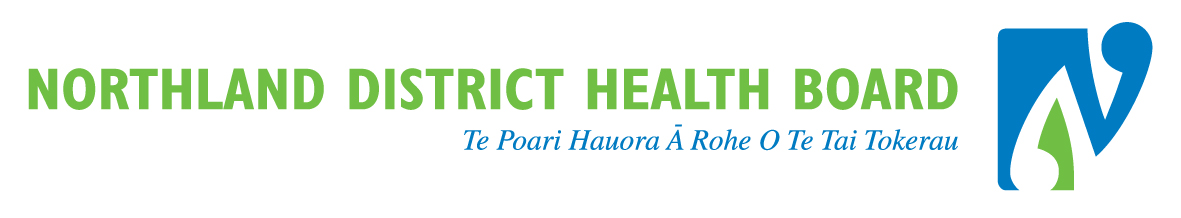 NORTHLAND DISTRICT HEALTH BOARD
Te Poari Hauora Ā Rohe O Te Tai Tokerau